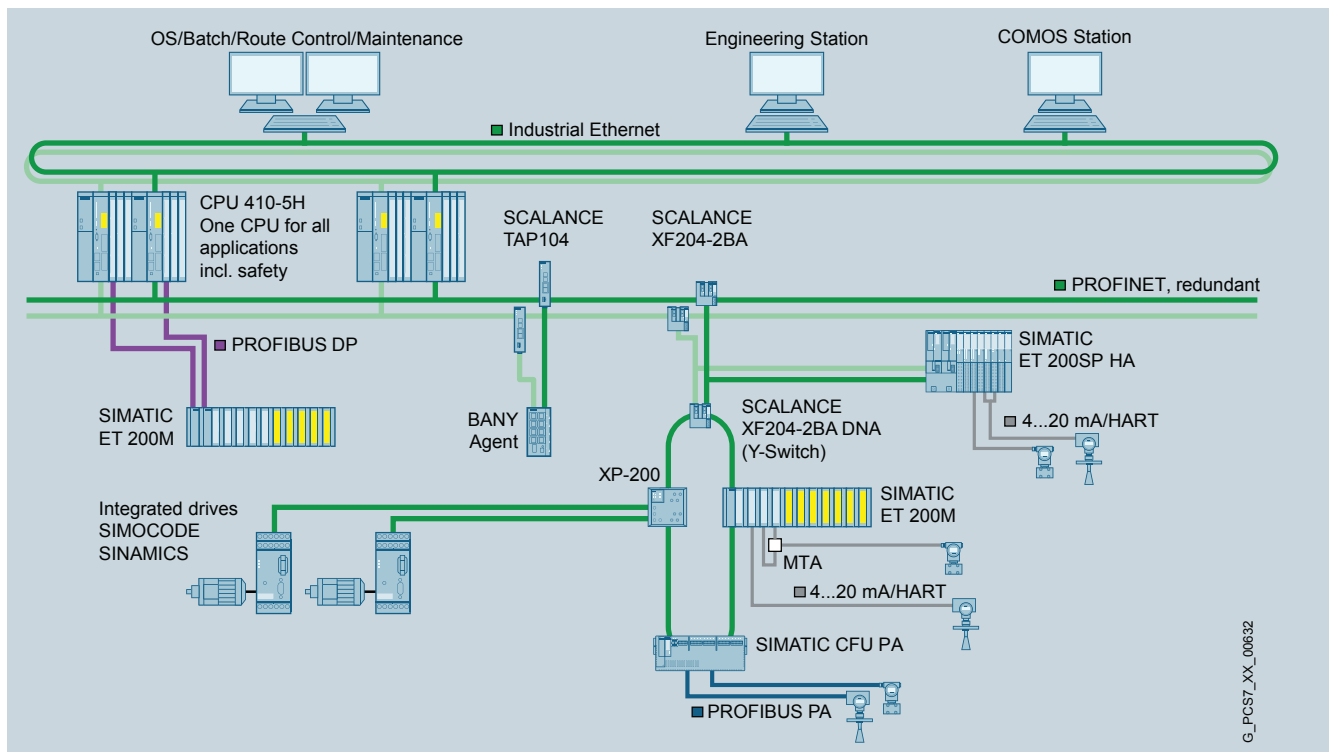 OS/Batch/Route Control/Maintenance
Engineering Station
COMOS Station
Industrial Ethernet
CPU 410-5H
One CPU for all
applications
incl. safety
SCALANCE
TAP104
SCALANCE
XF204-2BA
PROFINET, redundant
PROFIBUS DP
SIMATIC
ET 200SP HA
SIMATIC
ET 200M
BANY
Agent
SCALANCE
XF204-2BA DNA
(Y-Switch)
4...20 mA/HART
XP-200
SIMATIC
ET 200M
Integrated drives
SIMOCODE
SINAMICS
MTA
4...20 mA/HART
SIMATIC CFU PA
PROFIBUS PA
G_PCS7_XX_00632